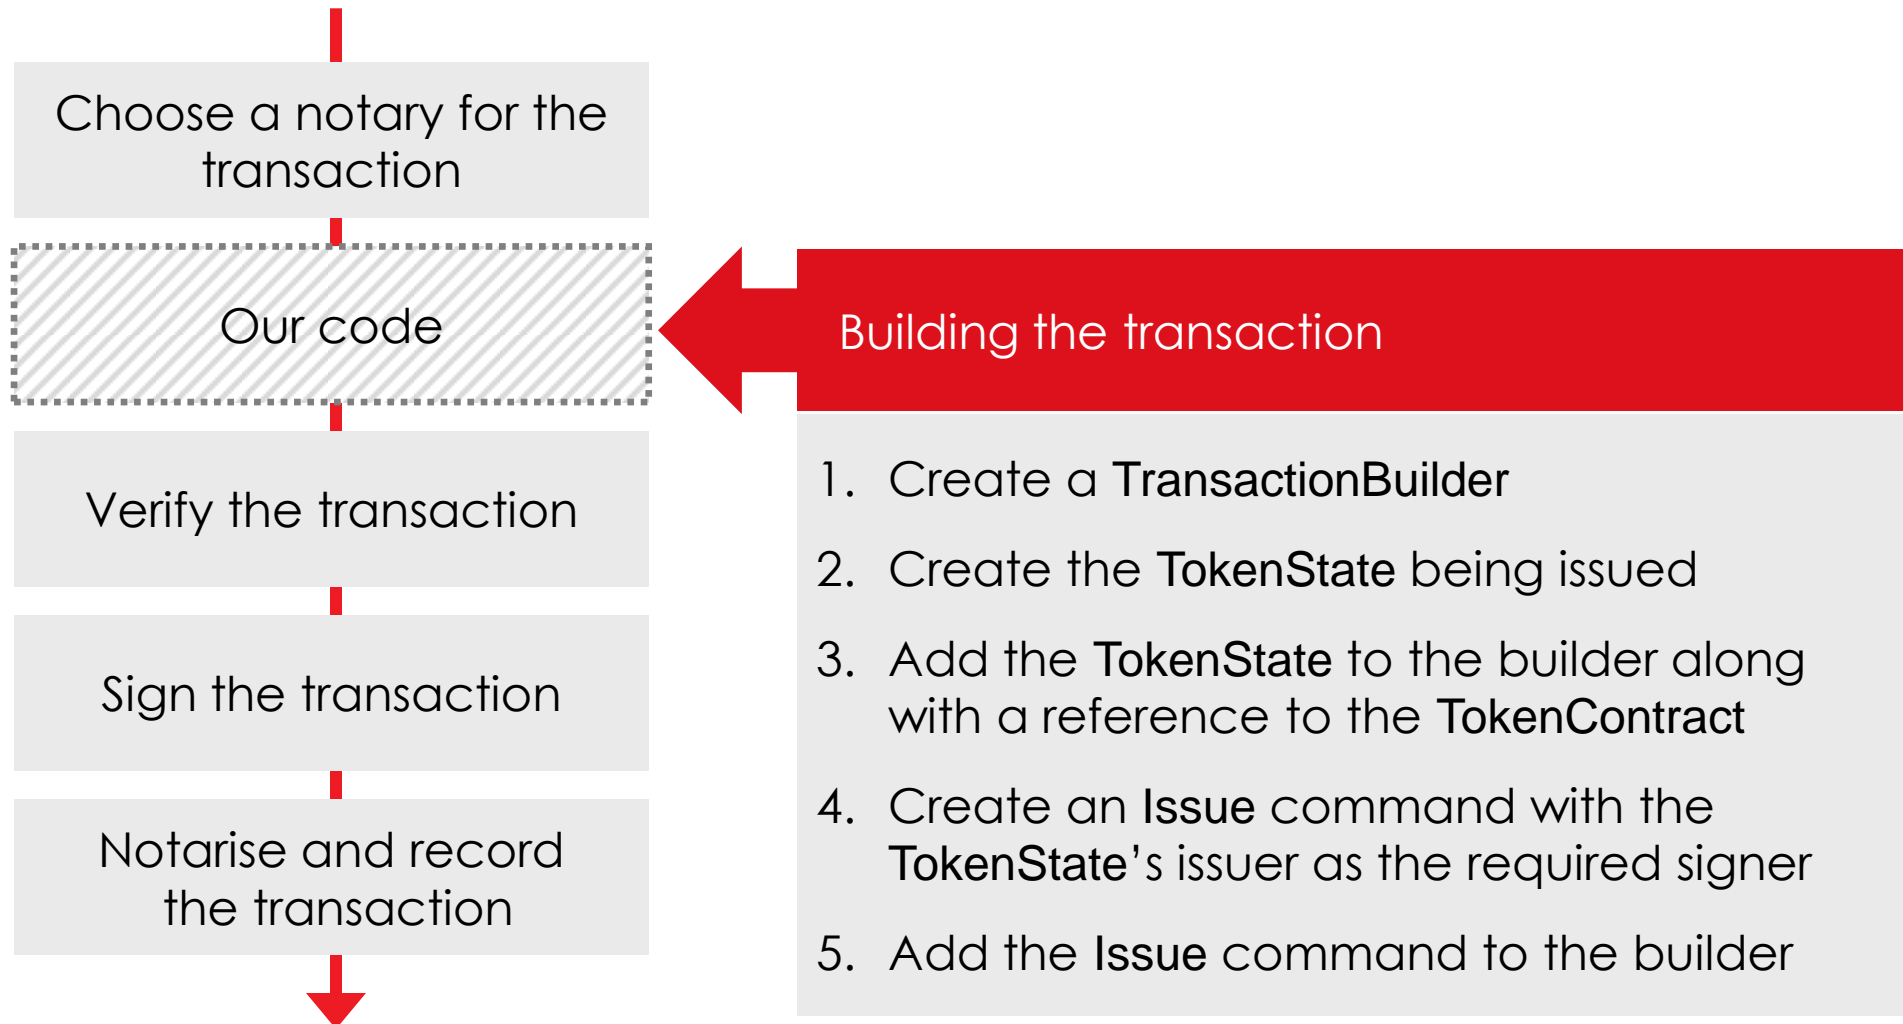 Choose a notary for the
transaction
Our code
Verify the transaction
Sign the transaction
Notarise and record
the transaction
Building the transaction
1. Create a TransactionBuilder
2. Create the TokenState being issued
3. Add the TokenState to the builder along
with a reference to the TokenContract
4. Create an Issue command with the
TokenState’s issuer as the required signer
5. Add the Issue command to the builder